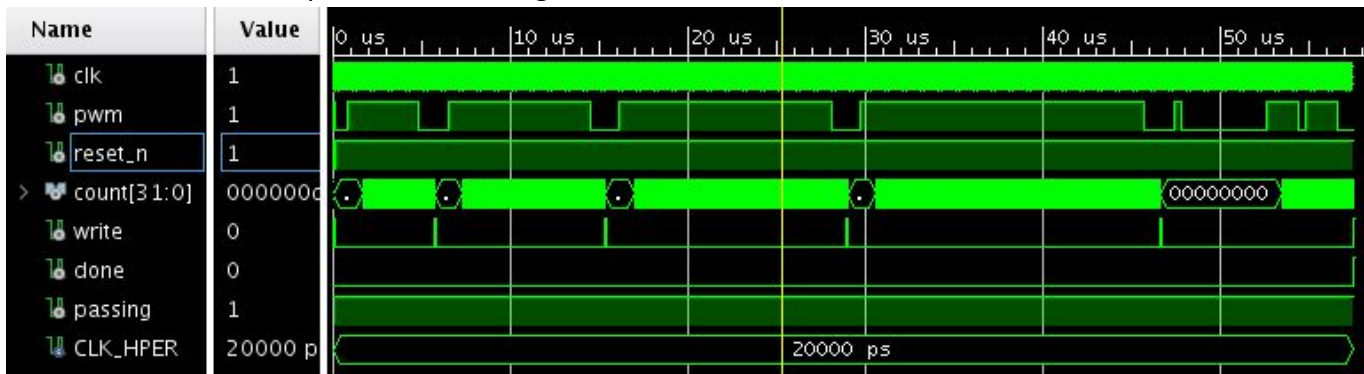 Name Value 0 us 10 us 20 us 30 us 40 us 50 us
clk 1
pwm 1
reset_n 1
count[31:0] 000000c 00000000
write 0
done 0
passing 1
CLK_HPER 20000 p 20000 ps